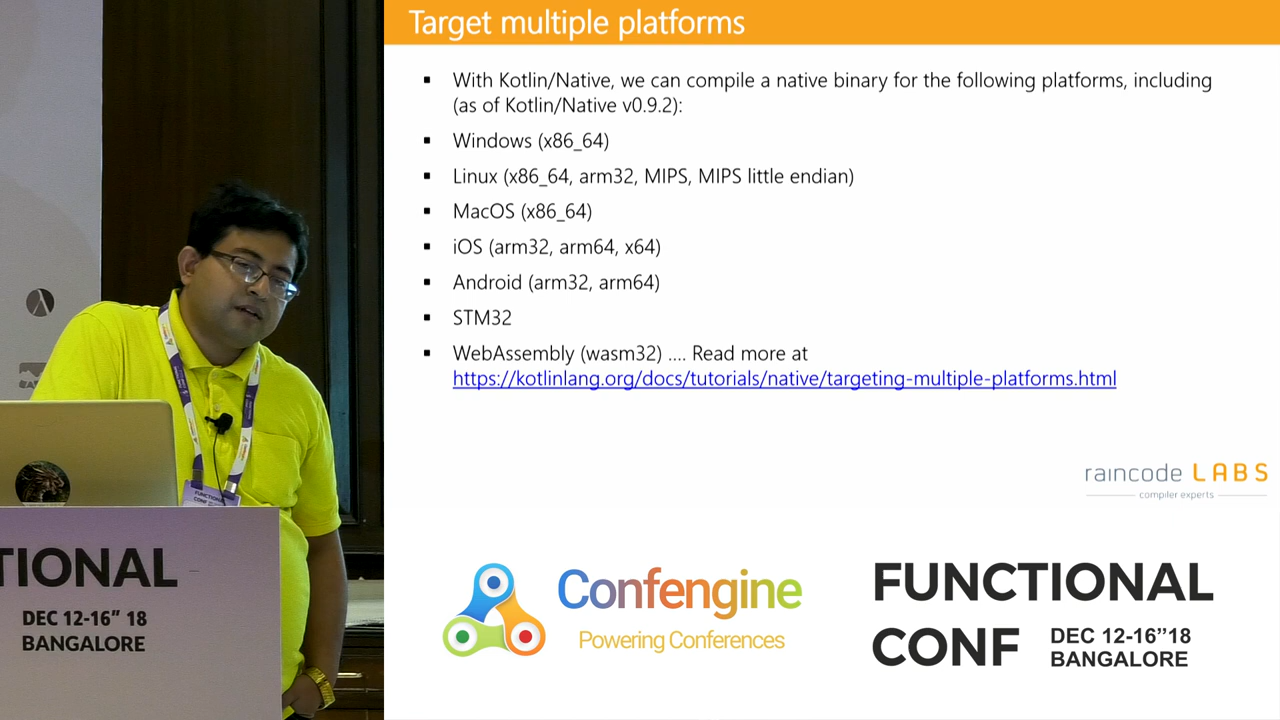 Target multiple platforms
With Kotlin/Native, we can compile a native binary for the following platforms, including
(as of Kotlin/Native v0.9.2):
Windows (x86_64)
Linux (x86_64, arm32, MIPS, MIPS little endian)
MacOS (x86_64)
iOS (arm32, arm64, x64)
Android (arm32, arm64)
STM32
WebAssembly (wasm32) .... Read more at
https://kotlinlang.org/docs/tutorials/native/targeting-multiple-platforms.html
raincode LABS
compiler experts
Confengine
Powering Conferences
FUNCTIONAL
CONF DEC 12-16"18
BANGALORE
FUNCTIONAL
CONF
TIONAL
DEC 12-16" 18
BANGALORE